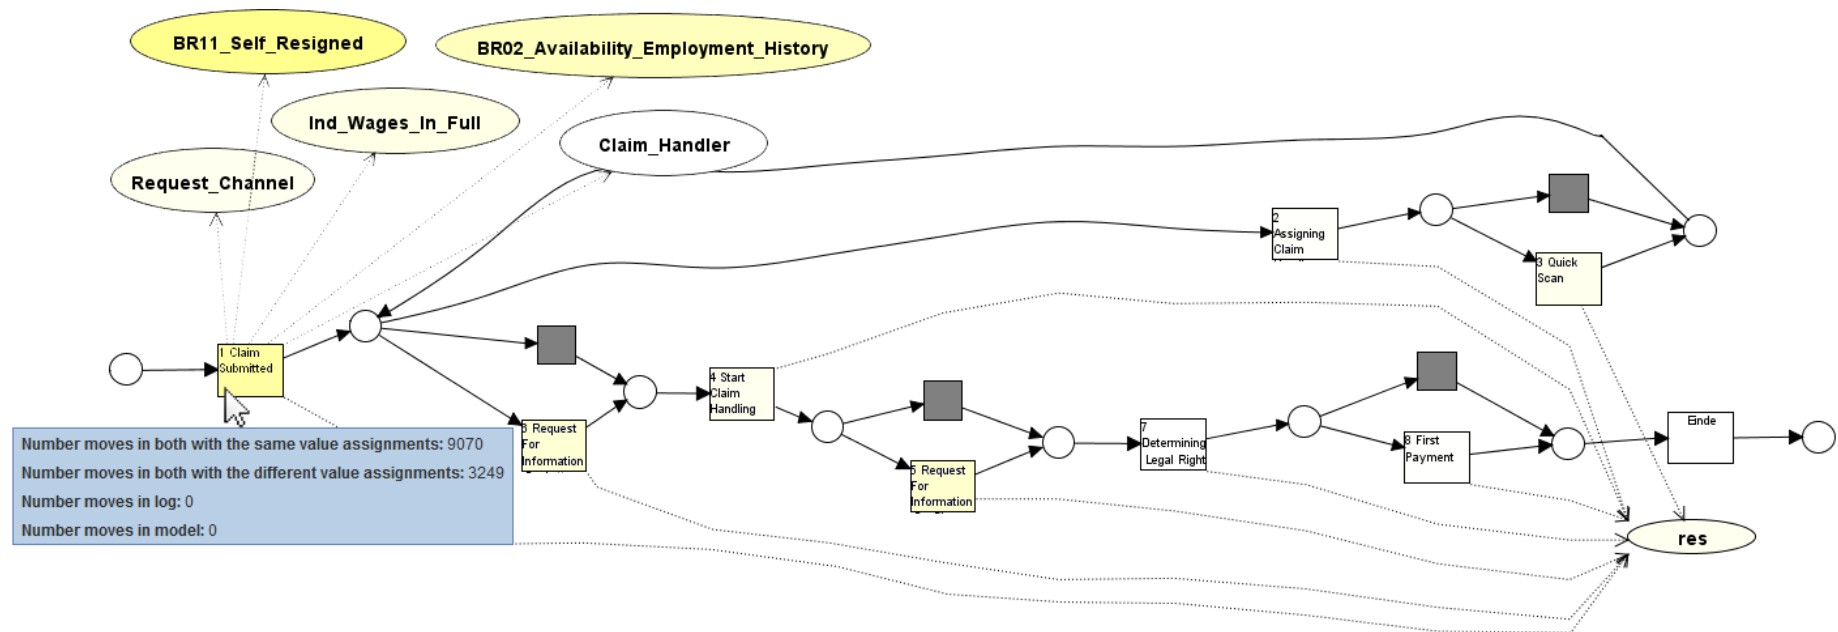 BR11_Self_Resigned
BR02_Availability_Employment_History
Ind_Wages_In_Full
Claim_Handler
Request_Channel
2
Assigning
Claim
3 Quick
Scan
1 Claim
Submitted
4 Start
Claim
Handling
3 Request
For
Information
5 Request
For
Information
7
Determining
Legal Right
8 First
Payment
Einde
Number moves in both with the same value assignments: 9070
Number moves in both with the different value assignments: 3249
Number moves in log: 0
Number moves in model: 0
res